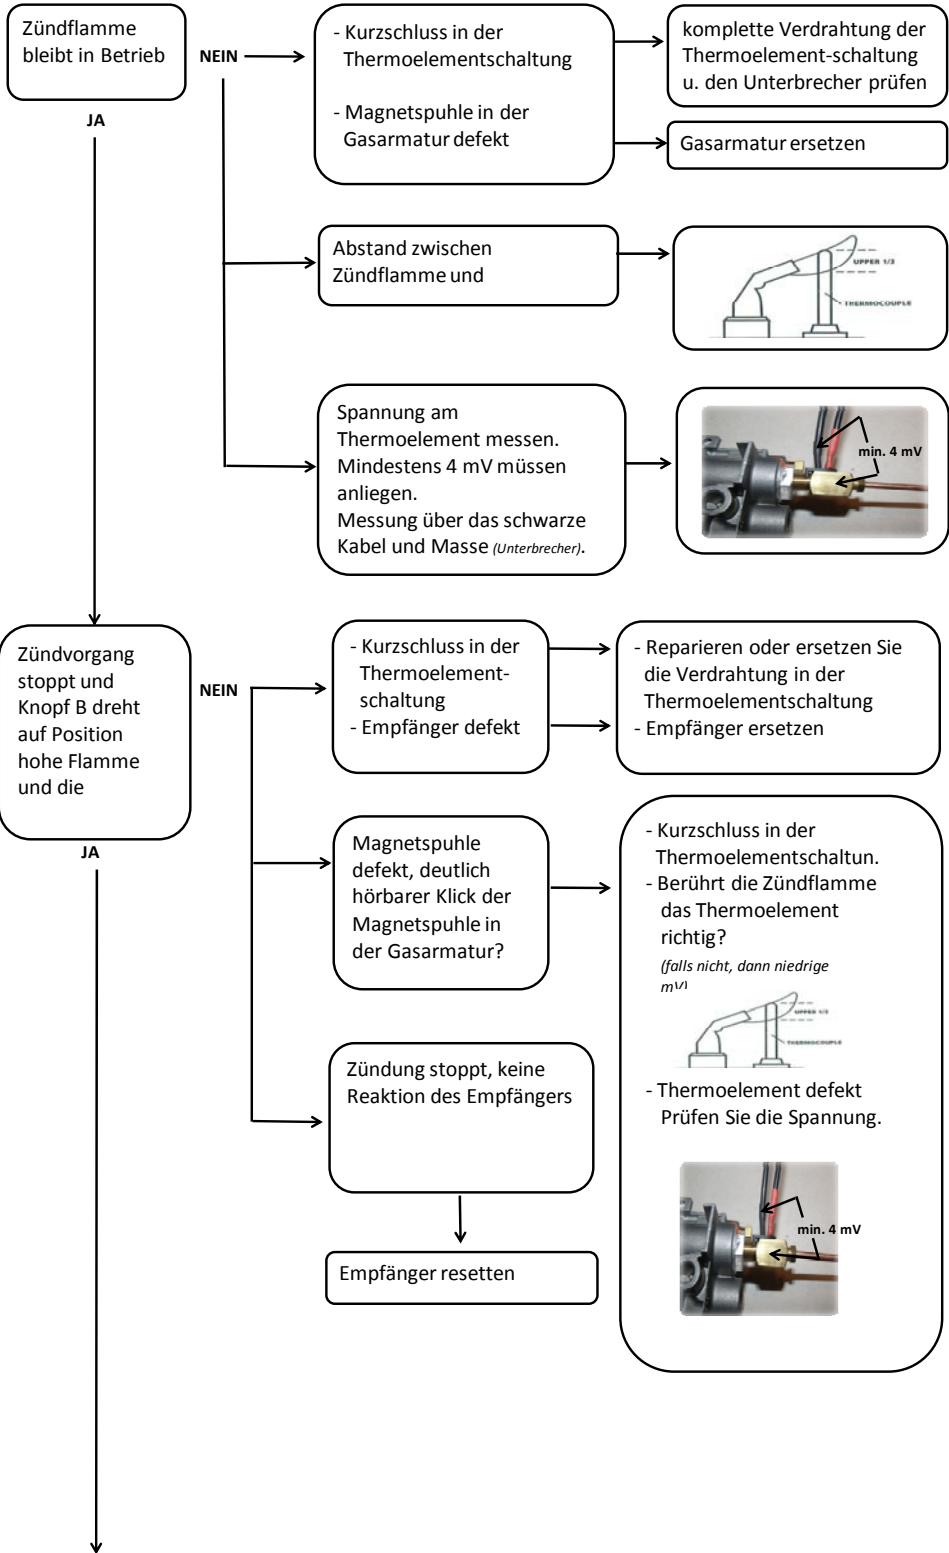 Zündflamme
bleibt in Betrieb
NEIN
- Kurzschluss in der
Thermoelementschaltung
- Magnetspuhle in der
Gasarmatur defekt
komplette Verdrahtung der
Thermoelement-schaltung
u. den Unterbrecher prüfen
Gasarmatur ersetzen
JA
Abstand zwischen
Zündflamme und
UPPER 1/3
THERMOCOUPLE
Spannung am
Thermoelement messen.
Mindestens 4 mV müssen
anliegen.
Messung über das schwarze
Kabel und Masse (Unterbrecher).
min. 4 mV
Zündvorgang
stoppt und
Knopf B dreht
auf Position
hohe Flamme
und die
NEIN
- Kurzschluss in der
Thermoelement-
schaltung
- Empfänger defekt
- Reparieren oder ersetzen Sie
die Verdrahtung in der
Thermoelementschaltung
- Empfänger ersetzen
JA
Magnetspuhle
defekt, deutlich
hörbarer Klick der
Magnetspuhle in
der Gasarmatur?
- Kurzschluss in der
Thermoelementschaltun.
- Berührt die Zündflamme
das Thermoelement
richtig?
(falls nicht, dann niedrige
mV)
UPPER 1/3
THERMOCOUPLE
- Thermoelement defekt
Prüfen Sie die Spannung.
min. 4 mV
Zündung stoppt, keine
Reaktion des Empfängers
Empfänger resetten